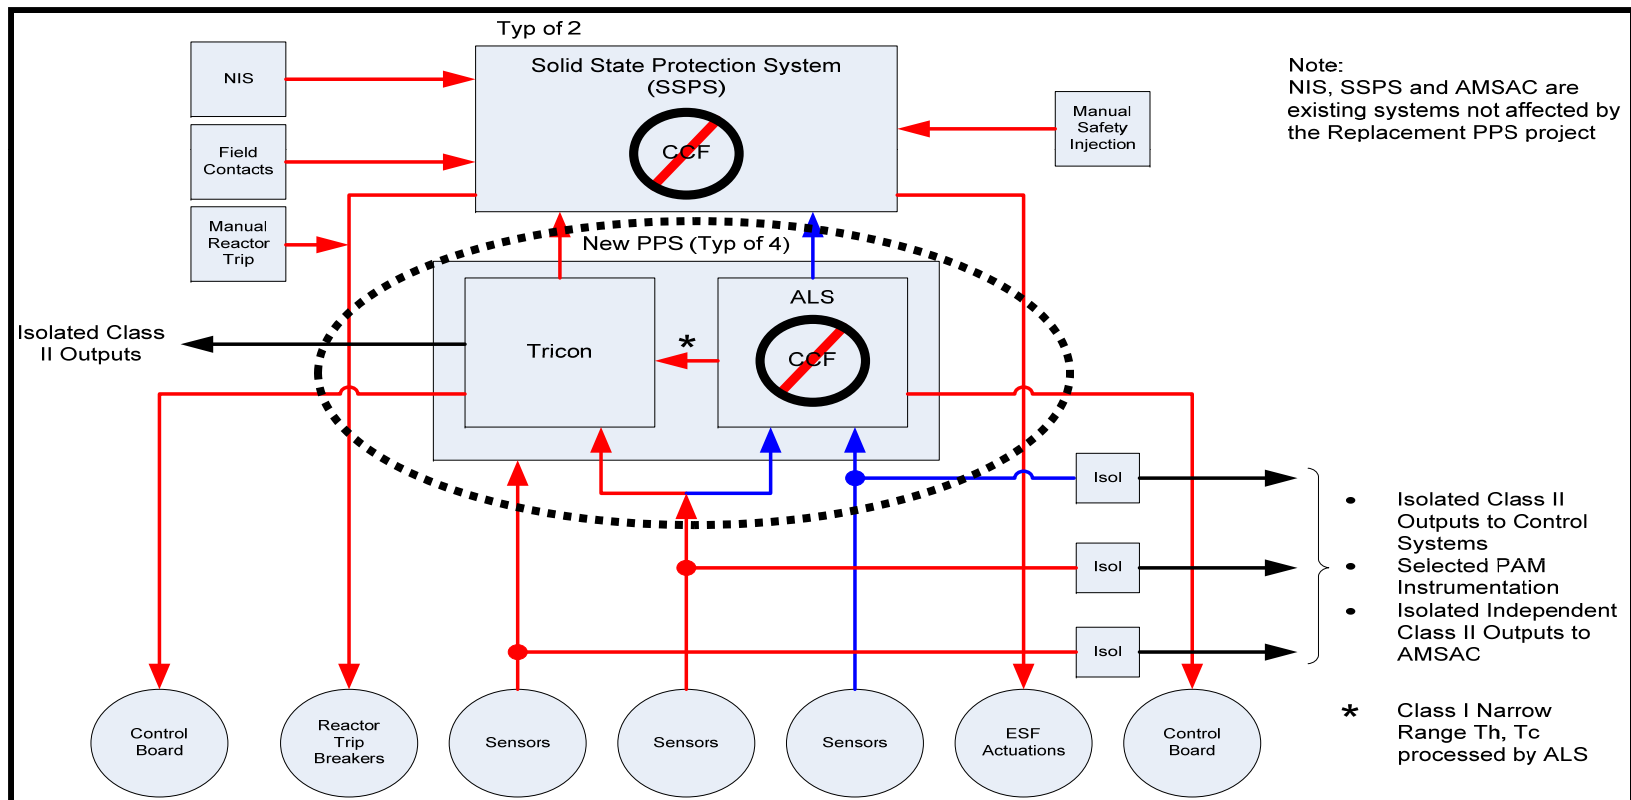 Typ of 2
NIS
Solid State Protection System
(SSPS)
CCF
Field
Contacts
Manual
Reactor
Trip
Manual
Safety
Injection
Note:
NIS, SSPS and AMSAC are
existing systems not affected by
the Replacement PPS project
New PPS (Typ of 4)
Isolated Class
II Outputs
Tricon
*
ALS
CCF
Isol
Isol
Isol
• Isolated Class II
Outputs to Control
Systems
• Selected PAM
Instrumentation
• Isolated Independent
Class II Outputs to
AMSAC
* Class I Narrow
Range Th, Tc
processed by ALS
Control
Board
Reactor
Trip
Breakers
Sensors
Sensors
Sensors
ESF
Actuations
Control
Board